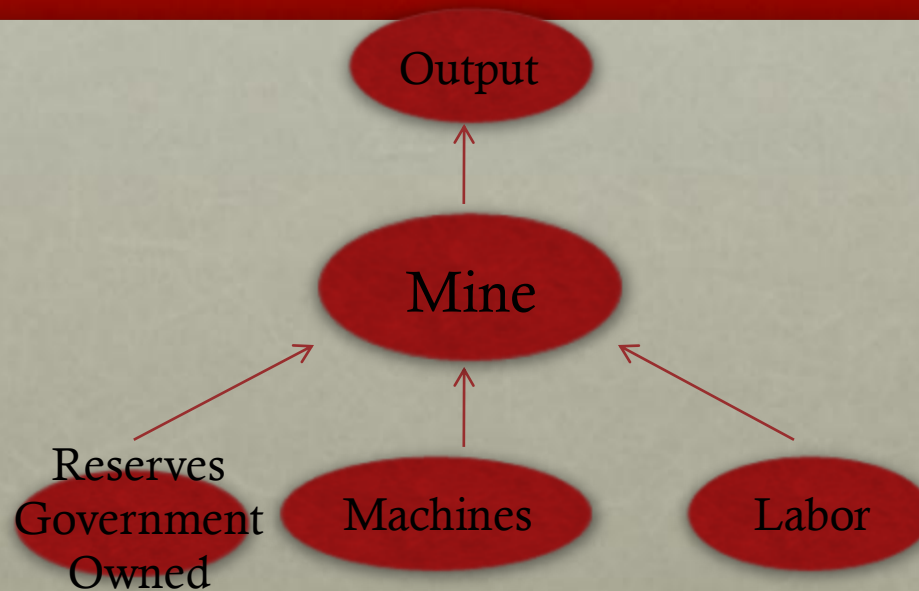 Output
Mine
Reserves
Government
Owned
Machines
Labor